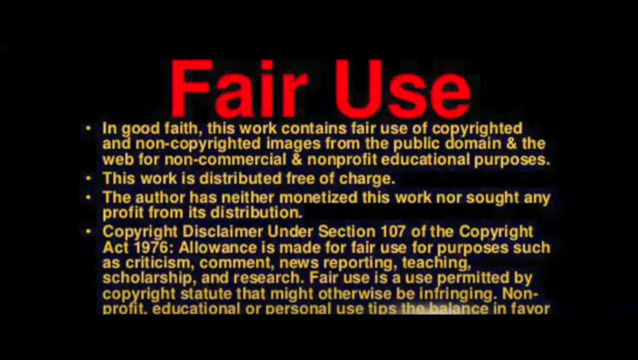 Fair Use
• In good faith, this work contains fair use of copyrighted
and non-copyrighted images from the public domain & the
web for non-commercial & nonprofit educational purposes.
• This work is distributed free of charge.
• The author has neither monetized this work nor sought any
profit from its distribution.
• Copyright Disclaimer Under Section 107 of the Copyright
Act 1976: Allowance is made for fair use for purposes such
as criticism, comment, news reporting, teaching,
scholarship, and research. Fair use is a use permitted by
copyright statute that might otherwise be infringing. Non-
profit, educational or personal use tips the balance in favor